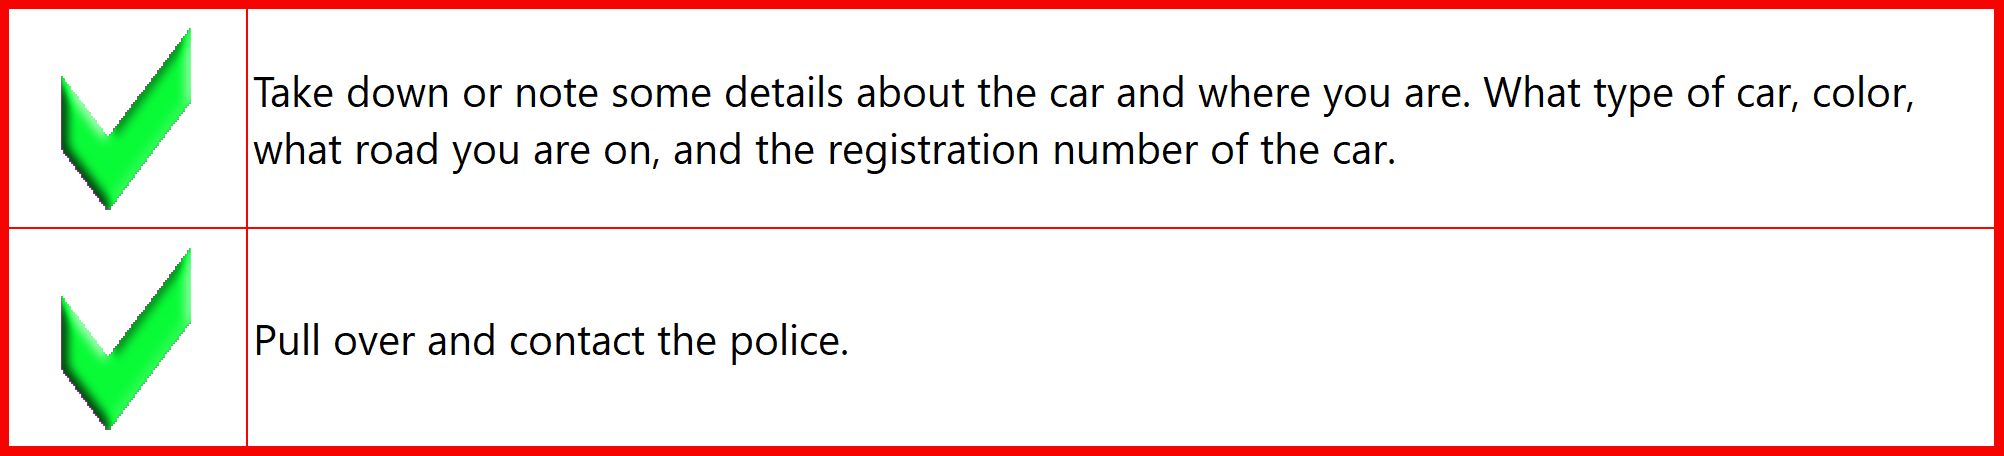 Take down or note some details about the car and where you are. What type of car, color,
what road you are on, and the registration number of the car.
Pull over and contact the police.